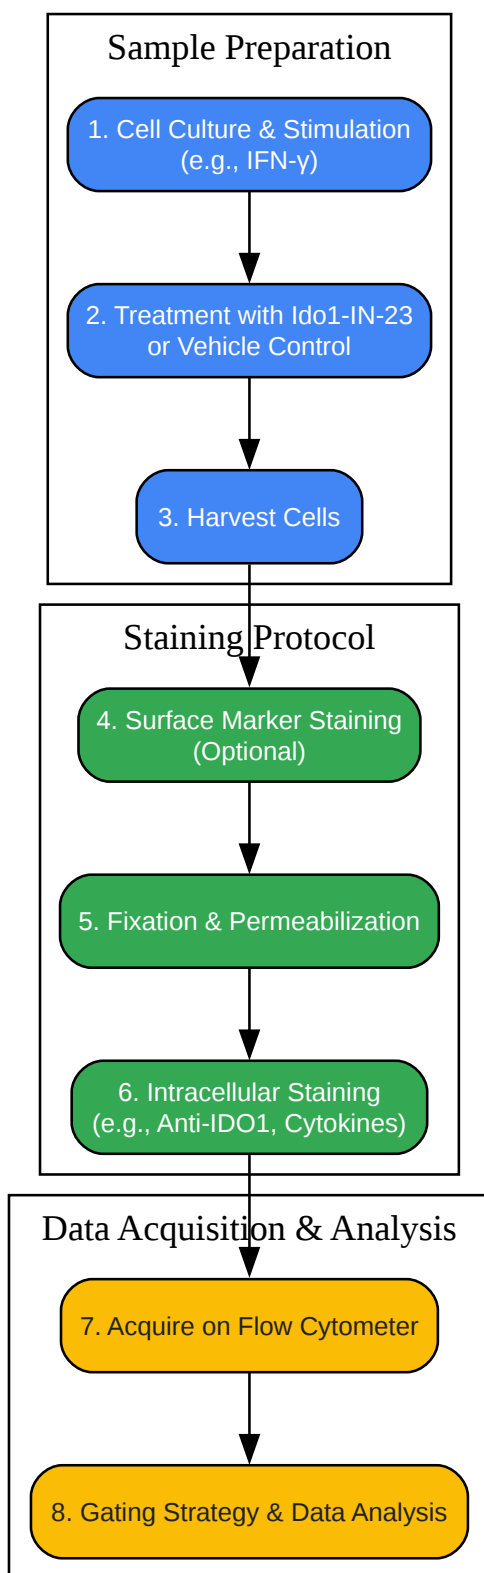 Sample Preparation
1. Cell Culture & Stimulation
(e.g., IFN-γ)
2. Treatment with Ido1-IN-23
or Vehicle Control
3. Harvest Cells
Staining Protocol
4. Surface Marker Staining
(Optional)
5. Fixation & Permeabilization
6. Intracellular Staining
(e.g., Anti-IDO1, Cytokines)
Data Acquisition & Analysis
7. Acquire on Flow Cytometer
8. Gating Strategy & Data Analysis